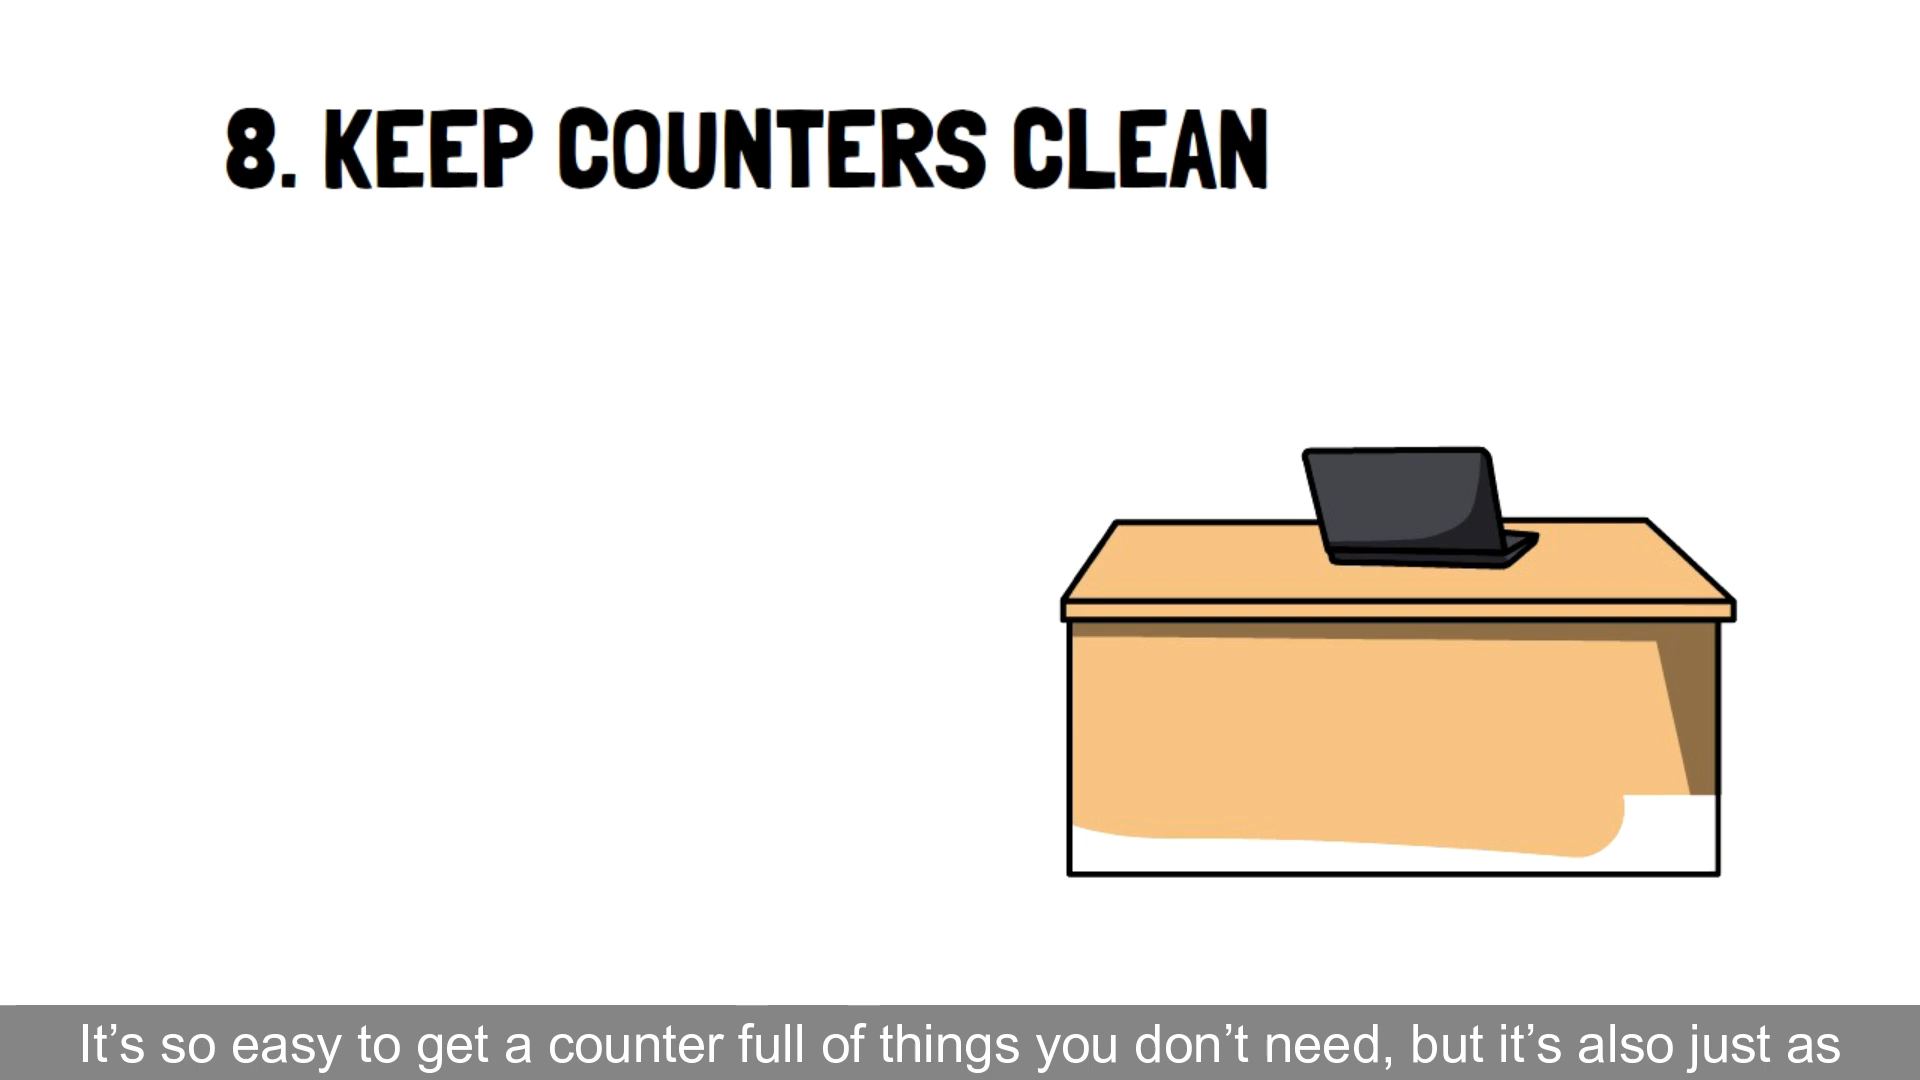 8. KEEP COUNTERS CLEAN
It’s so easy to get a counter full of things you don’t need, but it’s also just as